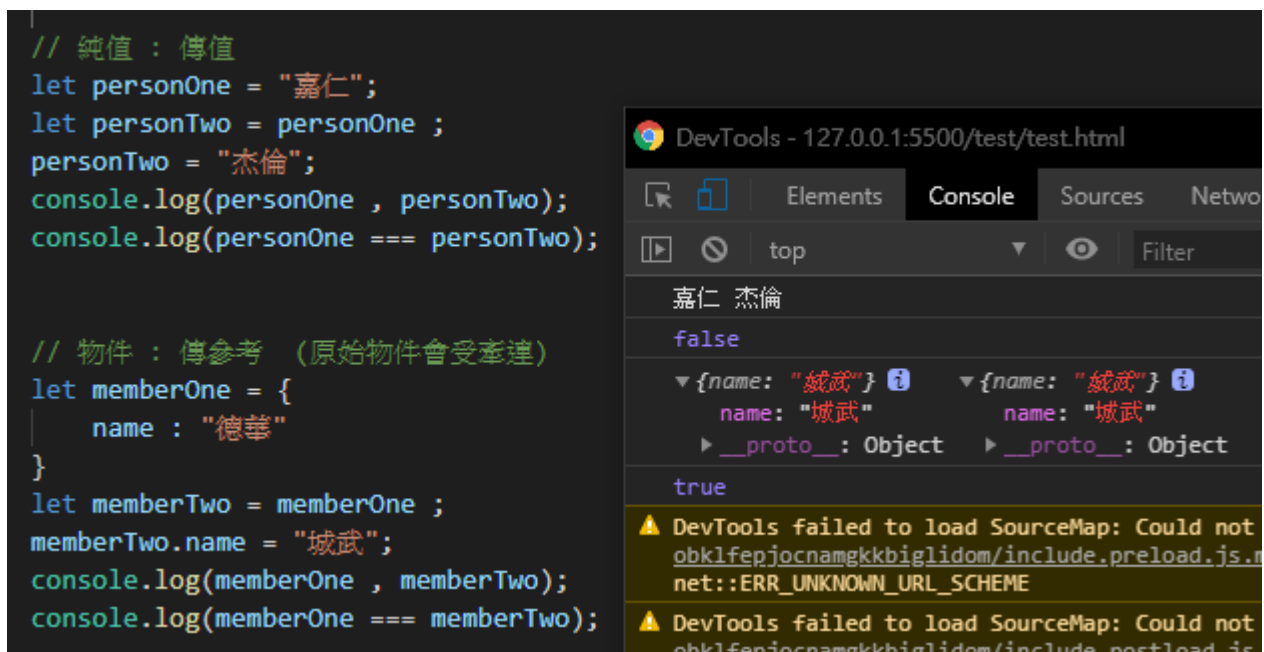 // 純值 : 傳值
let personOne = "嘉仁";
let personTwo = personOne ;
personTwo = "杰倫";
console.log(personOne , personTwo);
console.log(personOne === personTwo);
// 物件 : 傳參考 (原始物件會受牽連)
let memberOne = {
name : "德華"
}
let memberTwo = memberOne ;
memberTwo.name = "城武";
console.log(memberOne , memberTwo);
console.log(memberOne === memberTwo);
DevTools - 127.0.0.1:5500/test/test.html
Elements Console Sources Netwo
top Filter
嘉仁 杰倫
false
▼{name: "城武"} i ▼{name: "城武"} i
name: "城武" name: "城武"
▶__proto__: Object ▶__proto__: Object
true
DevTools failed to load SourceMap: Could not
obklfepjocnamgkkbiglidom/include.preload.js.m
net::ERR_UNKNOWN_URL_SCHEME
DevTools failed to load SourceMap: Could not
obklfepjocnamgkkbiglidom/include.postload.js